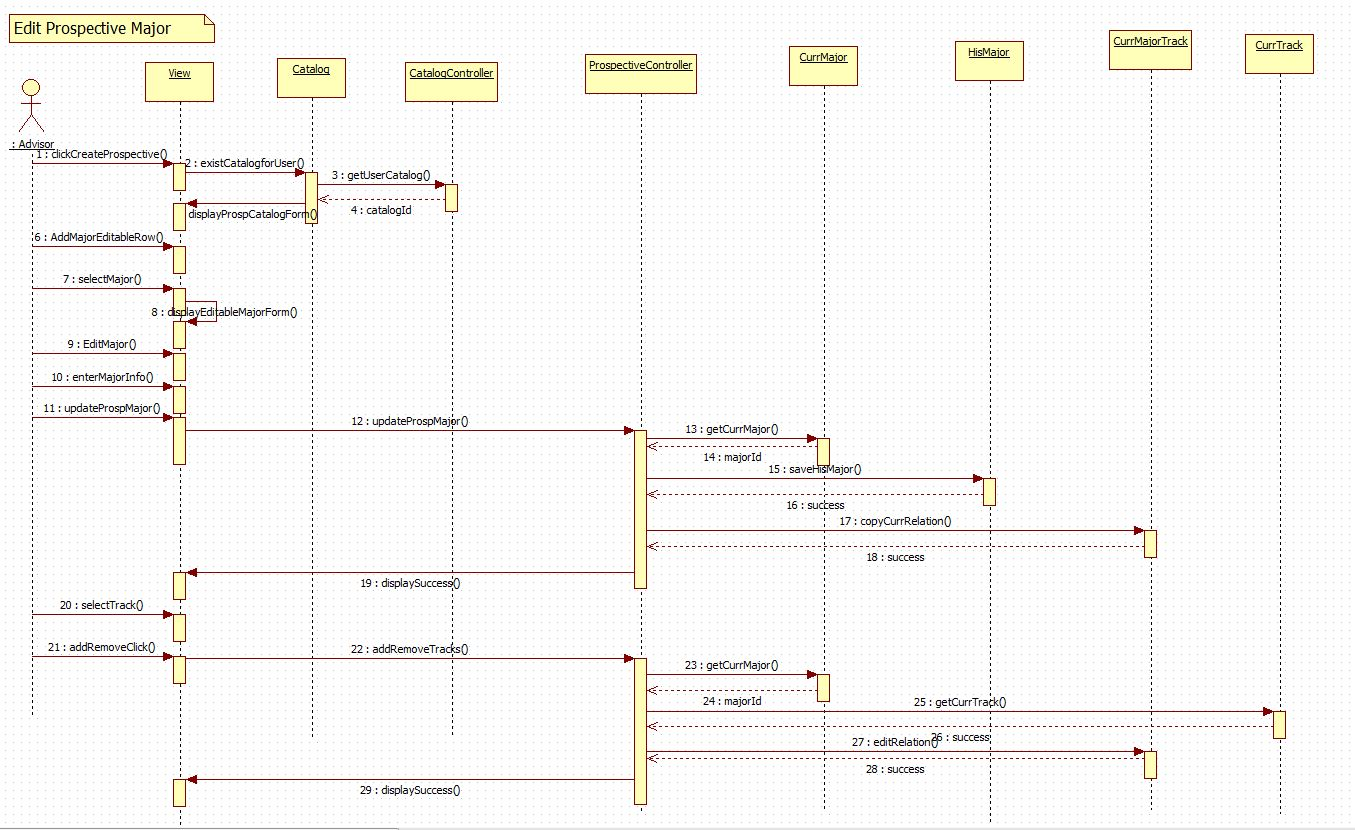 Edit Prospective Major
CurrMajorTrack
CurrTrack
HisMajor
CurrMajor
ProspectiveController
Catalog
View
CatalogController
: Advisor
1 : clickCreateProspective()
2 : existCatalogforUser()
3 : getUserCatalog()
4 : catalogId
displayProspCatalogForm()
6 : AddMajorEditableRow()
7 : selectMajor()
8 : displayEditableMajorForm()
9 : EditMajor()
10 : enterMajorInfo()
11 : updateProspMajor()
12 : updateProspMajor()
13 : getCurrMajor()
14 : majorId
15 : saveHisMajor()
16 : success
17 : copyCurrRelation()
18 : success
19 : displaySuccess()
20 : selectTrack()
21 : addRemoveClick()
22 : addRemoveTracks()
23 : getCurrMajor()
24 : majorId
25 : getCurrTrack()
26 : success
27 : editRelation()
28 : success
29 : displaySuccess()